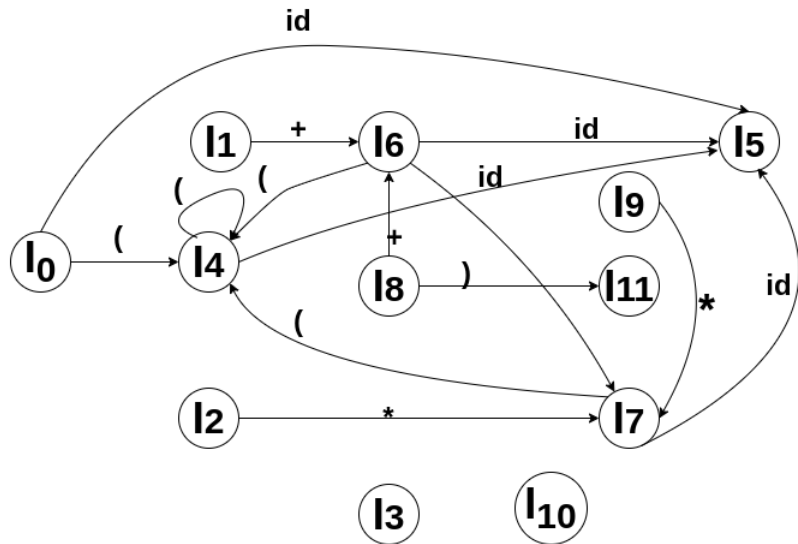 id
I1 + I6 id I5
( ( id
I9
I0 ( I4 +
I8 ) I11 id
*
(
I2 * I7
I3 I10